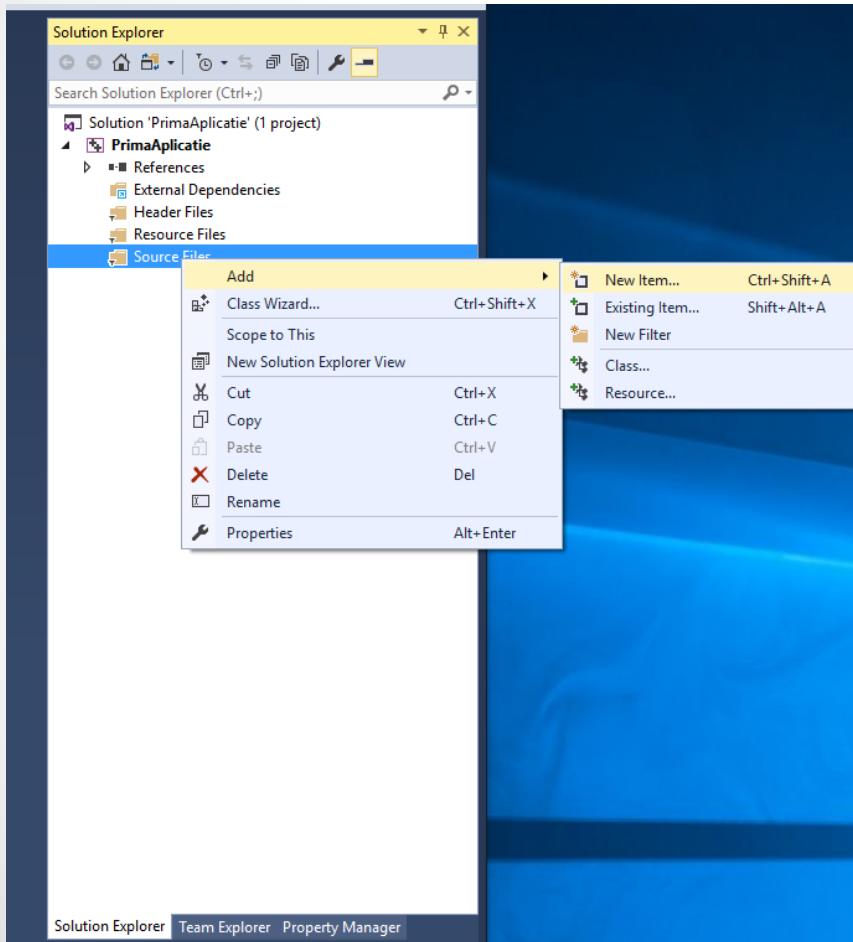 Solution Explorer
Search Solution Explorer (Ctrl+;)
Solution 'PrimaAplicatie' (1 project)
PrimaAplicatie
References
External Dependencies
Header Files
Resource Files
Source Files
Add
Class Wizard... Ctrl+Shift+X
Scope to This
New Solution Explorer View
Cut Ctrl+X
Copy Ctrl+C
Paste Ctrl+V
Delete Del
Rename
Properties Alt+Enter
New Item... Ctrl+Shift+A
Existing Item... Shift+Alt+A
New Filter
Class...
Resource...
Solution Explorer Team Explorer Property Manager